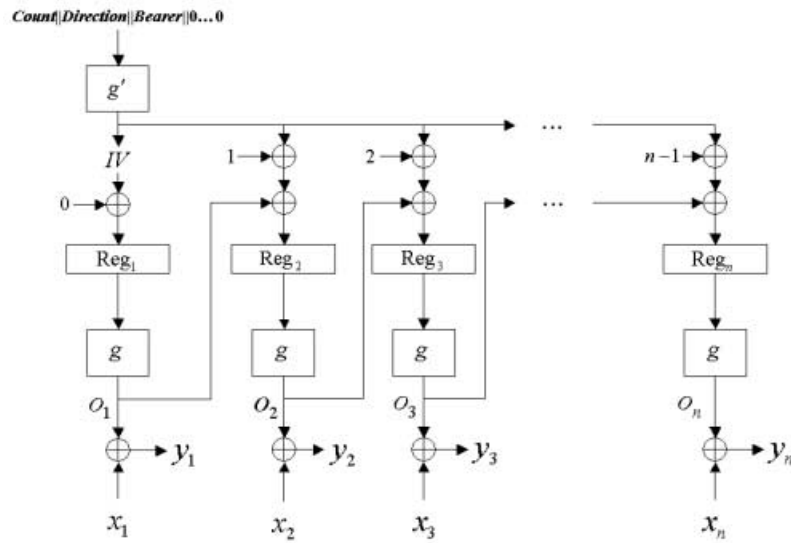 Count||Direction||Bearer||0…0
g′
...
IV
1
2
n−1
0
...
Reg₁
Reg₂
Reg₃
Regₙ
g
g
g
g
O₁
O₂
O₃
Oₙ
y₁
y₂
y₃
yₙ
x₁
x₂
x₃
xₙ